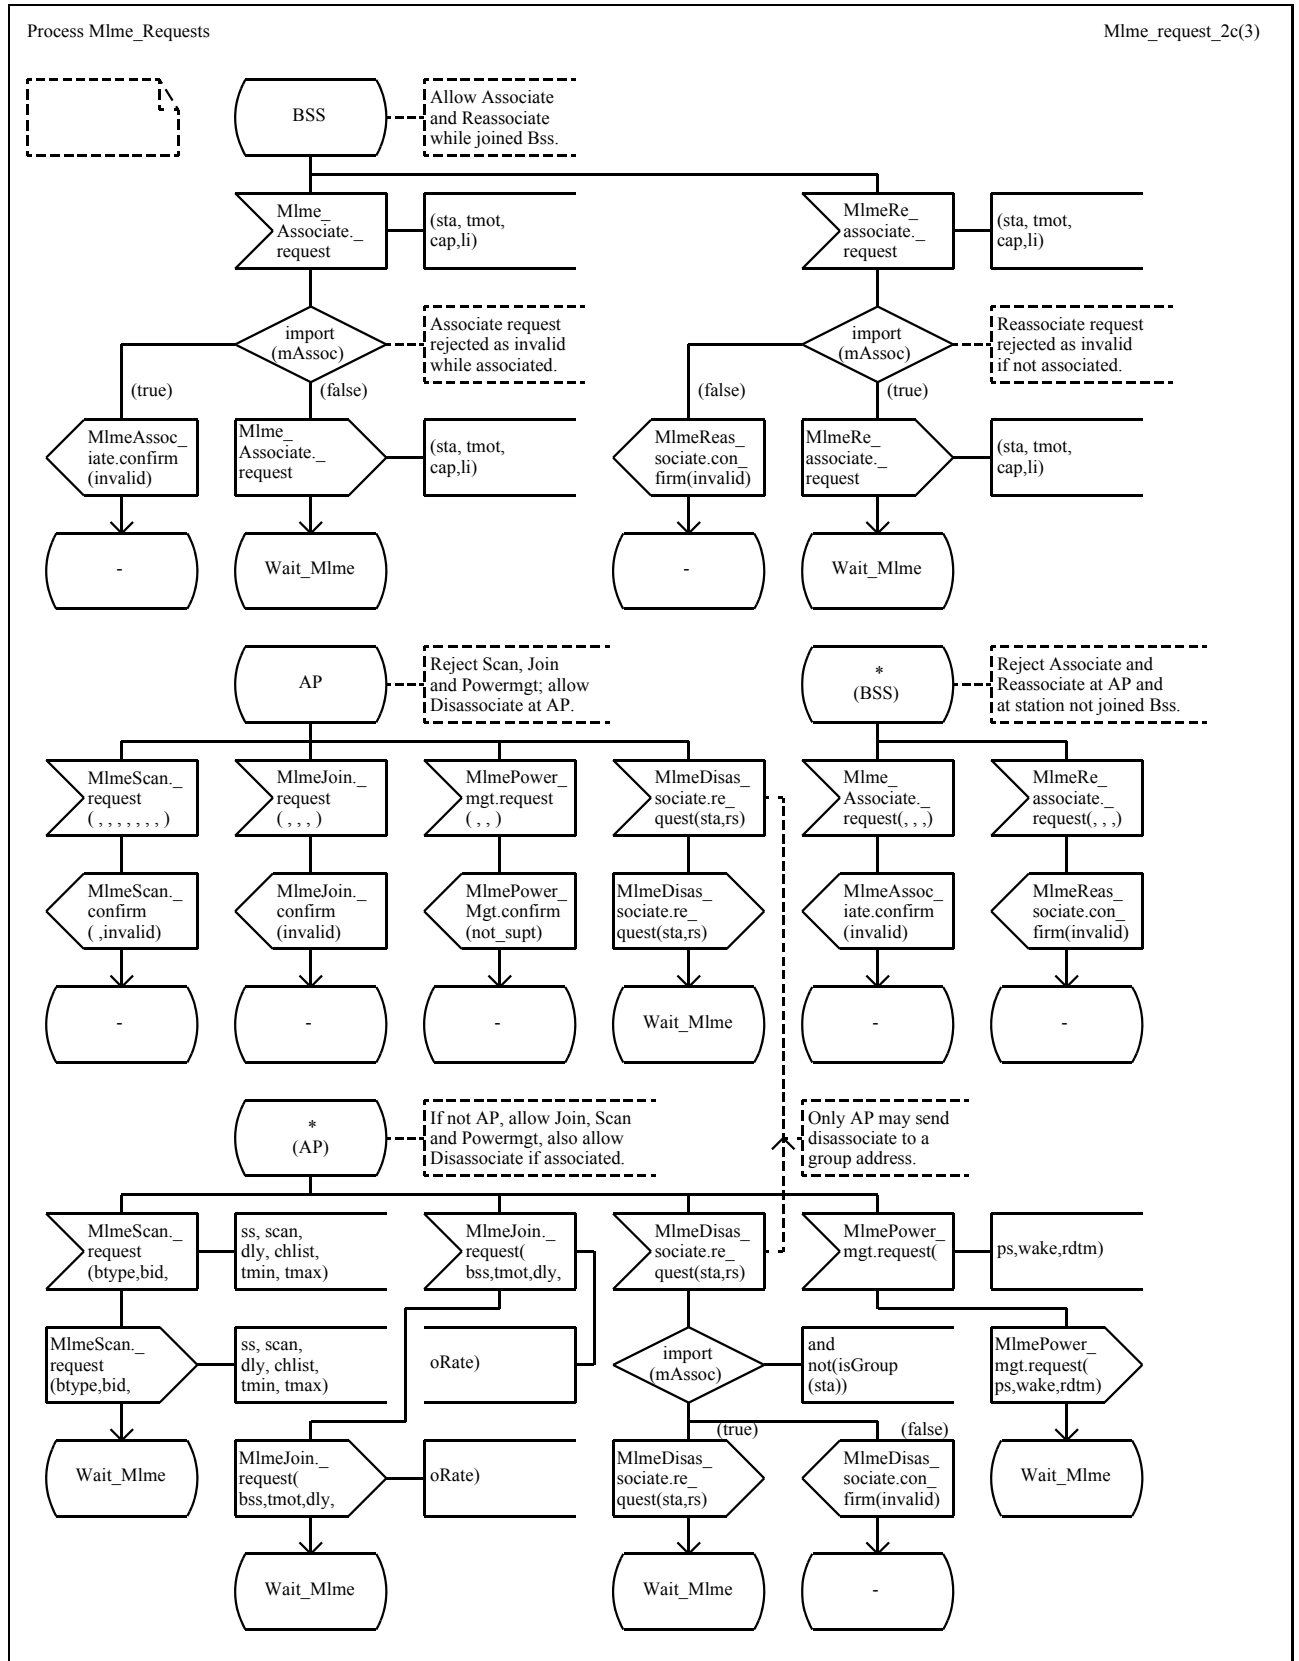 Process Mlme_Requests
Mlme_request_2c(3)
BSS
Allow Associate
and Reassociate
while joined Bss.
Mlme_
Associate._
request
(sta, tmot,
cap,li)
MlmeRe_
associate._
request
(sta, tmot,
cap,li)
import
(mAssoc)
Associate request
rejected as invalid
while associated.
import
(mAssoc)
Reassociate request
rejected as invalid
if not associated.
(true)
(false)
(false)
(true)
MlmeAssoc_
iate.confirm
(invalid)
Mlme_
Associate._
request
(sta, tmot,
cap,li)
MlmeReas_
sociate.con_
firm(invalid)
MlmeRe_
associate._
request
(sta, tmot,
cap,li)
-
Wait_Mlme
-
Wait_Mlme
AP
Reject Scan, Join
and Powermgt; allow
Disassociate at AP.
*
(BSS)
Reject Associate and
Reassociate at AP and
at station not joined Bss.
MlmeScan._
request
( , , , , , , , )
MlmeJoin._
request
( , , , )
MlmePower_
mgt.request
( , , )
MlmeDisas_
sociate.re_
quest(sta,rs)
Mlme_
Associate._
request(, , ,)
MlmeRe_
associate._
request(, , ,)
MlmeScan._
confirm
( ,invalid)
MlmeJoin._
confirm
(invalid)
MlmePower_
Mgt.confirm
(not_supt)
MlmeDisas_
sociate.re_
quest(sta,rs)
MlmeAssoc_
iate.confirm
(invalid)
MlmeReas_
sociate.con_
firm(invalid)
-
-
-
Wait_Mlme
-
-
*
(AP)
If not AP, allow Join, Scan
and Powermgt, also allow
Disassociate if associated.
Only AP may send
disassociate to a
group address.
MlmeScan._
request
(btype,bid,
ss, scan,
dly, chlist,
tmin, tmax)
MlmeJoin._
request(
bss,tmot,dly,
MlmeDisas_
sociate.re_
quest(sta,rs)
MlmePower_
mgt.request(
ps,wake,rdtm)
MlmeScan._
request
(btype,bid,
ss, scan,
dly, chlist,
tmin, tmax)
oRate)
import
(mAssoc)
and
not(isGroup
(sta))
MlmePower_
mgt.request(
ps,wake,rdtm)
(true)
(false)
Wait_Mlme
MlmeJoin._
request(
bss,tmot,dly,
oRate)
MlmeDisas_
sociate.re_
quest(sta,rs)
MlmeDisas_
sociate.con_
firm(invalid)
Wait_Mlme
Wait_Mlme
Wait_Mlme
-